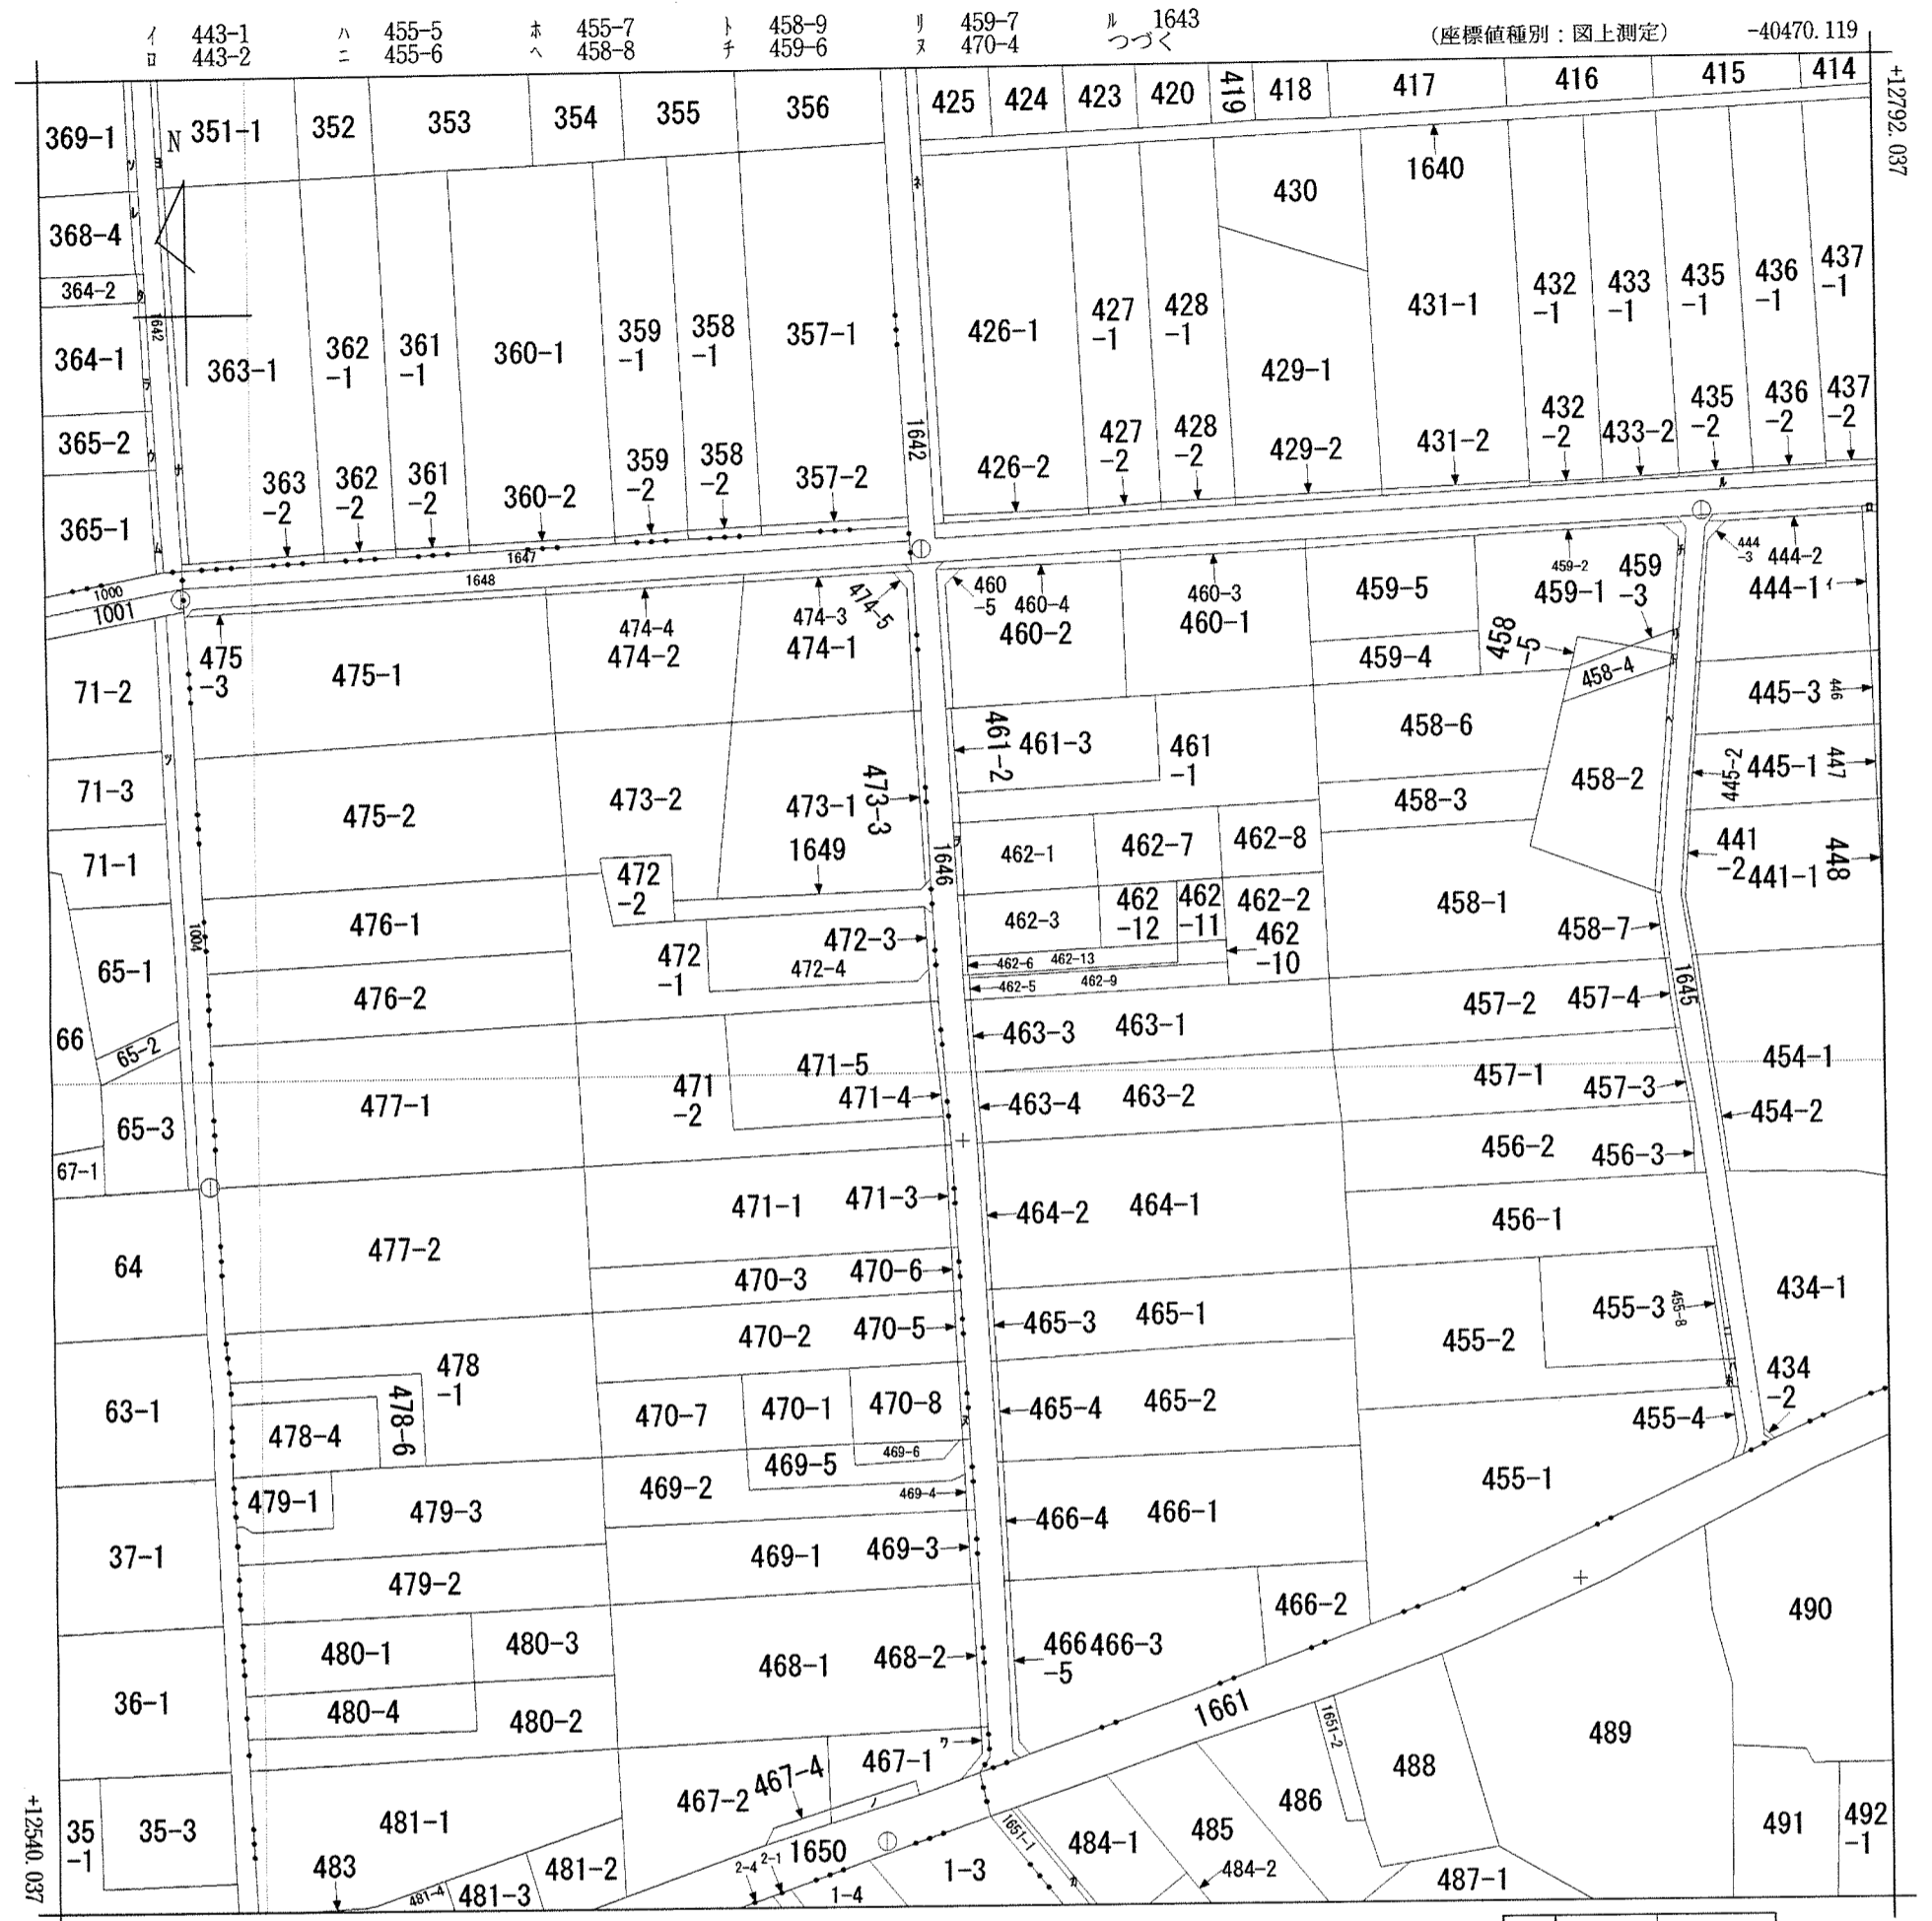 イ 443-1 ハ 455-5 ホ 455-7 ト 458-9 リ 459-7 ル 1643 (座標値種別：図上測定) -40470.119
ロ 443-2 ニ 455-6 ヘ 458-8 チ 459-6 ヌ 470-4 つづく
+12792.037
369-1 N 351-1 352 353 354 355 356 425 424 423 420 419 418 417 416 415 414
ソ ヨ ネ 430 1640
368-4 レ
364-2 タ 1642
364-1 363-1 362-1 361-1 360-1 359-1 358-1 357-1 426-1 427-1 428-1 429-1 431-1 432-1 433-1 435-1 436-1 437-1
ラ
365-2 ウ ナ 1642
365-1 ム 363-2 362-2 361-2 360-2 359-2 358-2 357-2 426-2 427-2 428-2 429-2 431-2 432-2 433-2 435-2 436-2 437-2
ル ロ
1000 1647
1001 1648
475-3 475-1 474-4 474-2 474-3 474-1 474-5 460-5 460-4 460-2 460-3 460-1 459-5 459-4 459-2 459-1 459-3 チ 444-3 444-2 444-1 イ
458-5 458-4 リ
71-2 ツ 461-2 461-3 461-1 458-6 ヘ 445-3 446
71-3 475-2 473-2 473-1 473-3 458-3 458-2 445-2 445-1 447
1649 1646 ヲ 462-1 462-7 462-8
71-1 472-2 441-2 441-1 448
476-1 462-3 462-12 462-11 462-2 458-1 458-7
1004 472-1 472-3 472-4 462-6 462-13 462-10
65-1 476-2 462-5 462-9 457-2 457-4 1645
66 65-2 471-5 463-3 463-1 454-1
477-1 471-2 471-4 463-4 463-2 457-1 457-3
65-3 454-2
67-1 456-2 456-3
471-1 471-3 464-2 464-1 456-1
64 477-2 470-3 470-6 434-1
470-2 470-5 465-3 465-1 455-2 455-3 455-8
478-1 434-2
63-1 478-4 478-6 470-7 470-1 470-8 ヌ 465-4 465-2 455-4
469-2 469-5 469-6 455-1
479-1 479-3 469-4 466-4 466-1
37-1 479-2 469-1 469-3
480-1 480-3 466-2 490
468-1 468-2 466-5 466-3
36-1 480-4 480-2 1661
467-4 467-1 ワ 1651-2 489
+12540.037 467-2 ノ 488
35-1 35-3 481-1 486 491 492-1
1650 1651-1 484-1 485
483 481-2 2-4 2-1 1-3 484-2
481-4 481-3 1-4 カ 487-1